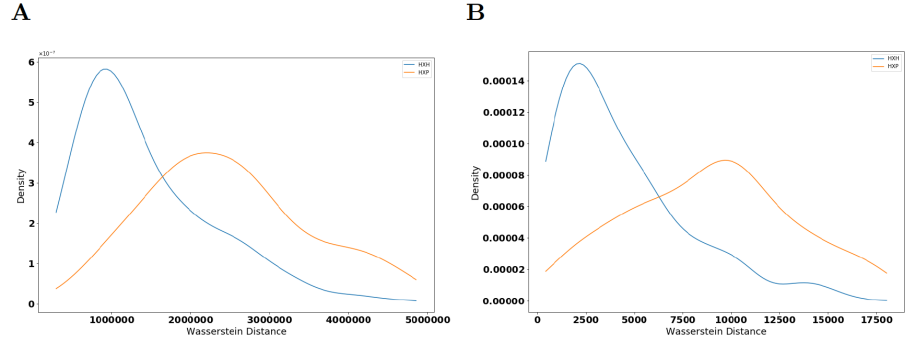 A
B
×10⁻⁷
6
5
4
3
2
1
0
Density
1000000 2000000 3000000 4000000 5000000
Wasserstein Distance
HXH
HXP
0.00014
0.00012
0.00010
0.00008
0.00006
0.00004
0.00002
0.00000
Density
0 2500 5000 7500 10000 12500 15000 17500
Wasserstein Distance
HXH
HXP